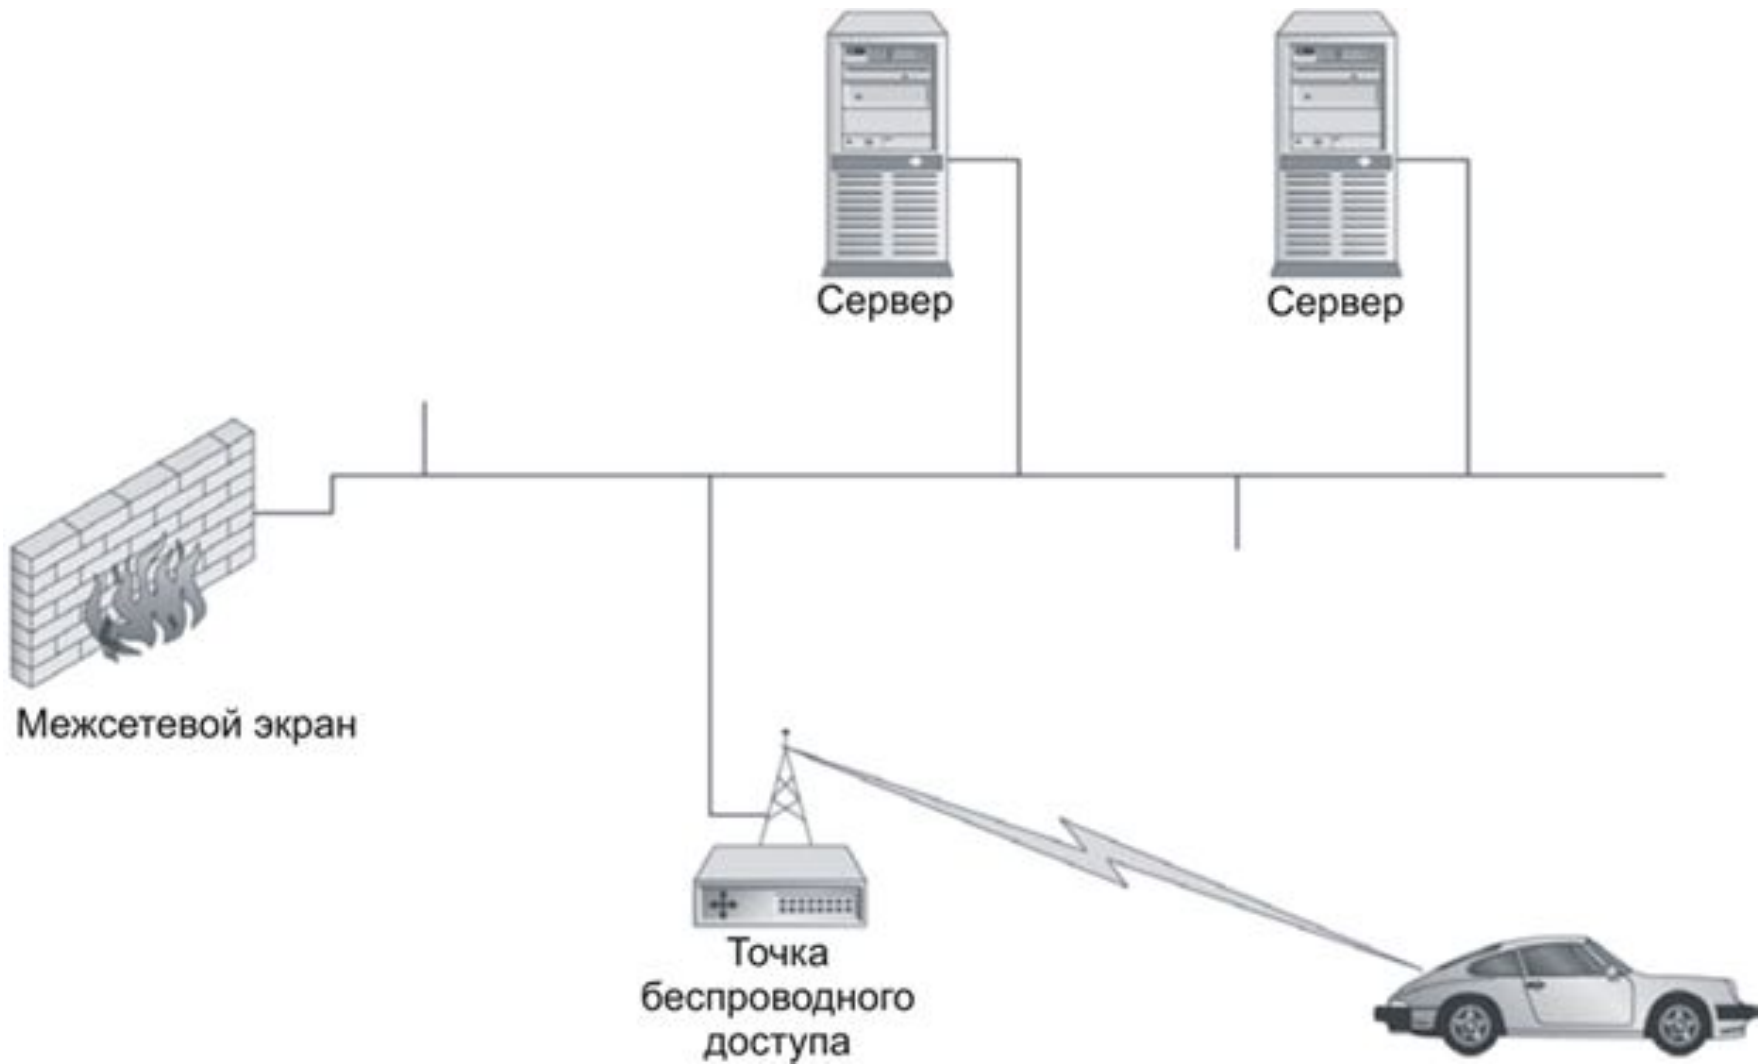 Сервер
Сервер
Межсетевой экран
Точка
беспроводного
доступа